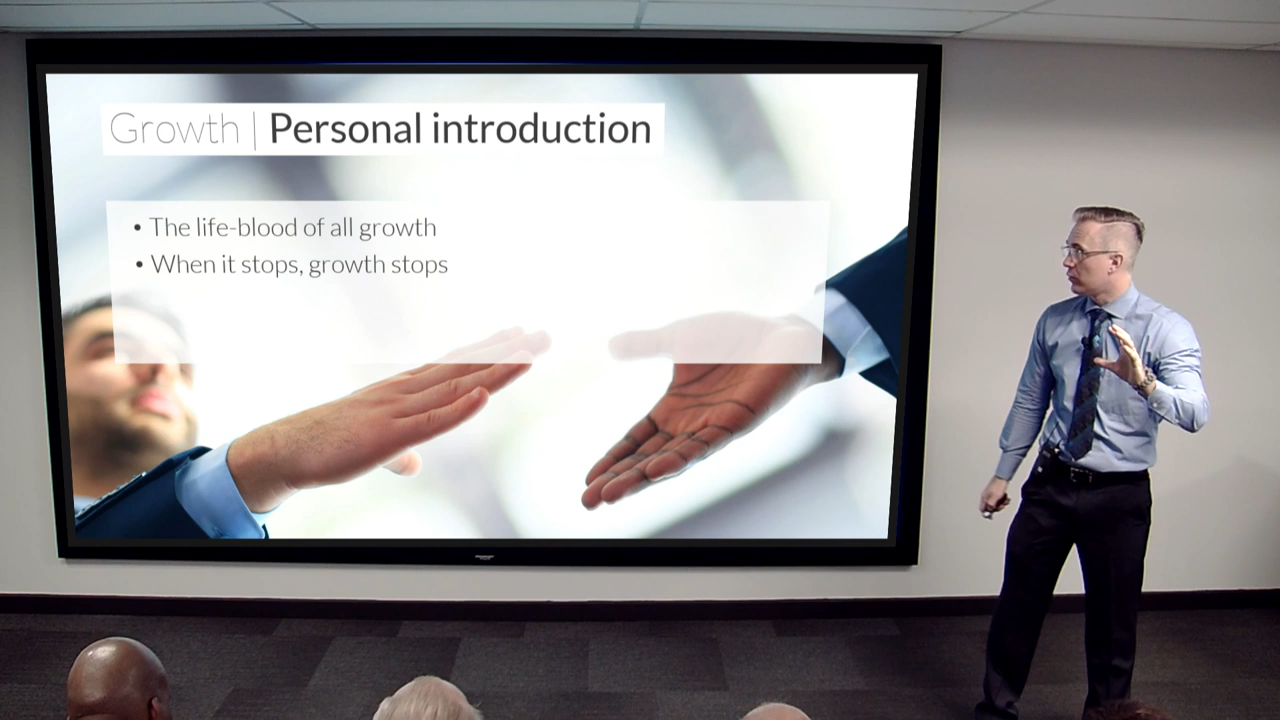 Growth | Personal introduction
• The life-blood of all growth
• When it stops, growth stops